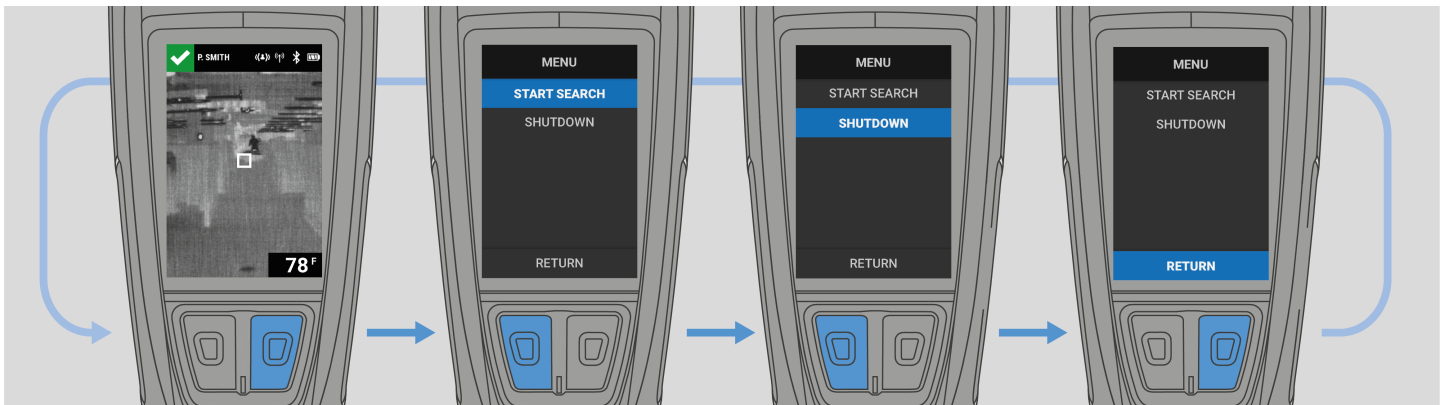 P. SMITH
78 F
MENU
START SEARCH
SHUTDOWN
RETURN
MENU
START SEARCH
SHUTDOWN
RETURN
MENU
START SEARCH
SHUTDOWN
RETURN